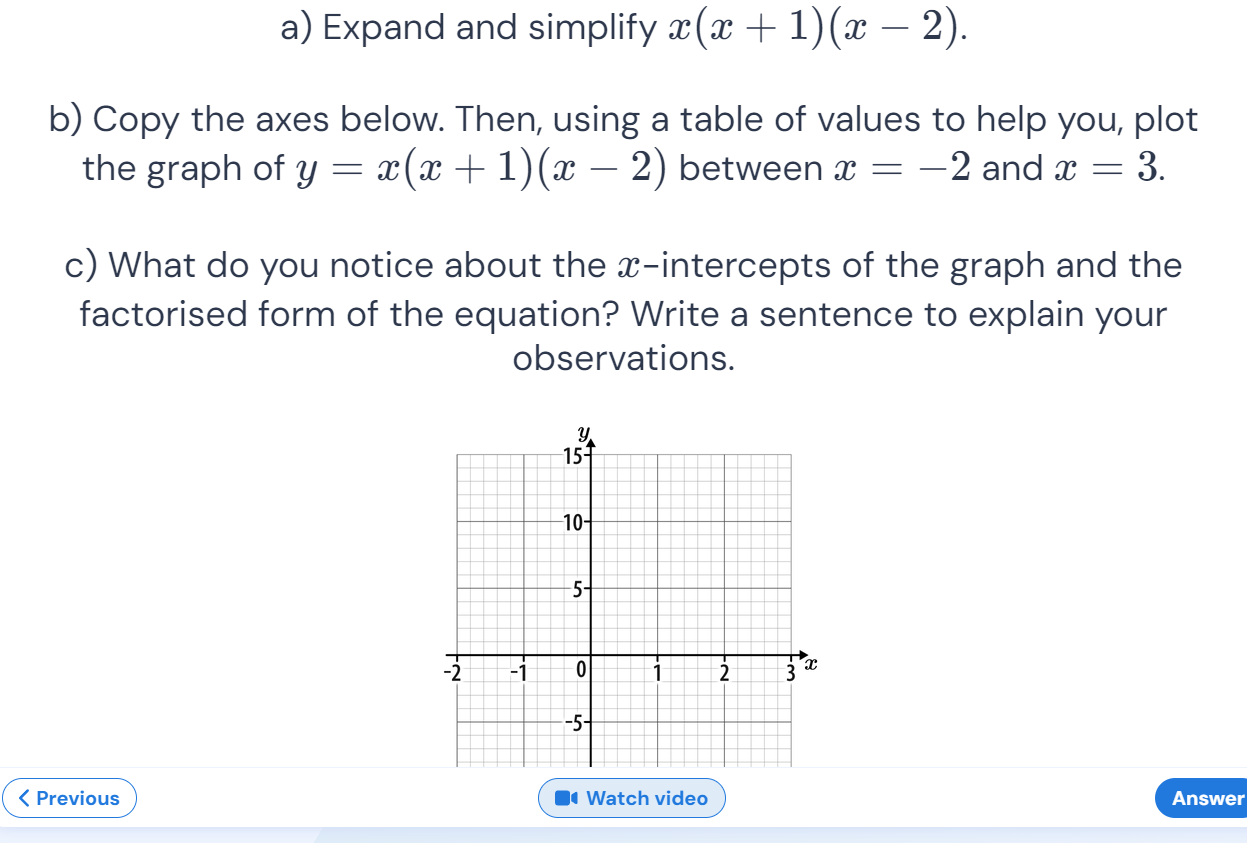 a) Expand and simplify x(x + 1)(x − 2).
b) Copy the axes below. Then, using a table of values to help you, plot
the graph of y = x(x + 1)(x − 2) between x = −2 and x = 3.
c) What do you notice about the x-intercepts of the graph and the
factorised form of the equation? Write a sentence to explain your
observations.
y
15
10
5
-2 -1 0 1 2 3 x
-5
Previous
Watch video
Answer